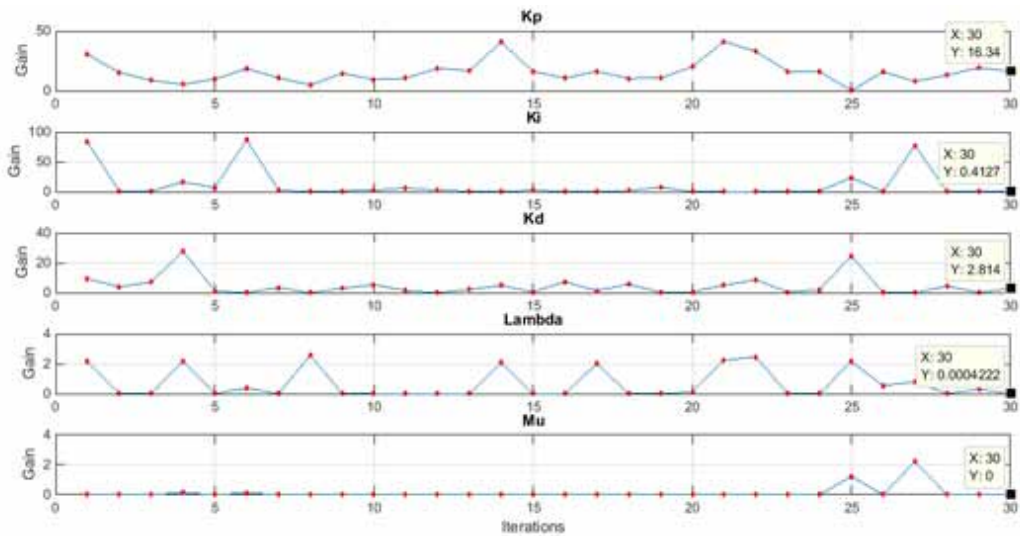 Kp
50
0
Gain
0 5 10 15 20 25 30
X: 30
Y: 16.34
Ki
100
50
0
Gain
0 5 10 15 20 25 30
X: 30
Y: 0.4127
Kd
40
20
0
Gain
0 5 10 15 20 25 30
X: 30
Y: 2.814
Lambda
4
2
0
Gain
0 5 10 15 20 25 30
X: 30
Y: 0.0004222
Mu
4
2
0
Gain
0 5 10 15 20 25 30
X: 30
Y: 0
Iterations